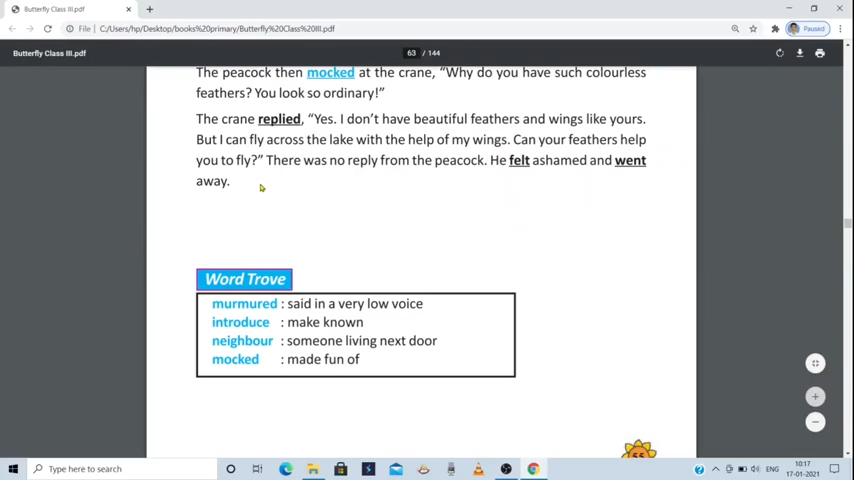 Butterfly Class III.pdf
File
C:/Users/hp/Desktop/books%20primary/Butterfly%20Class%20III.pdf
Paused
Butterfly Class III.pdf
63 / 144
The peacock then mocked at the crane, “Why do you have such colourless
feathers? You look so ordinary!”
The crane replied, “Yes. I don’t have beautiful feathers and wings like yours.
But I can fly across the lake with the help of my wings. Can your feathers help
you to fly?” There was no reply from the peacock. He felt ashamed and went
away.
Word Trove
murmured : said in a very low voice
introduce : make known
neighbour : someone living next door
mocked : made fun of
55
Type here to search
ENG
10:17
17-01-2021